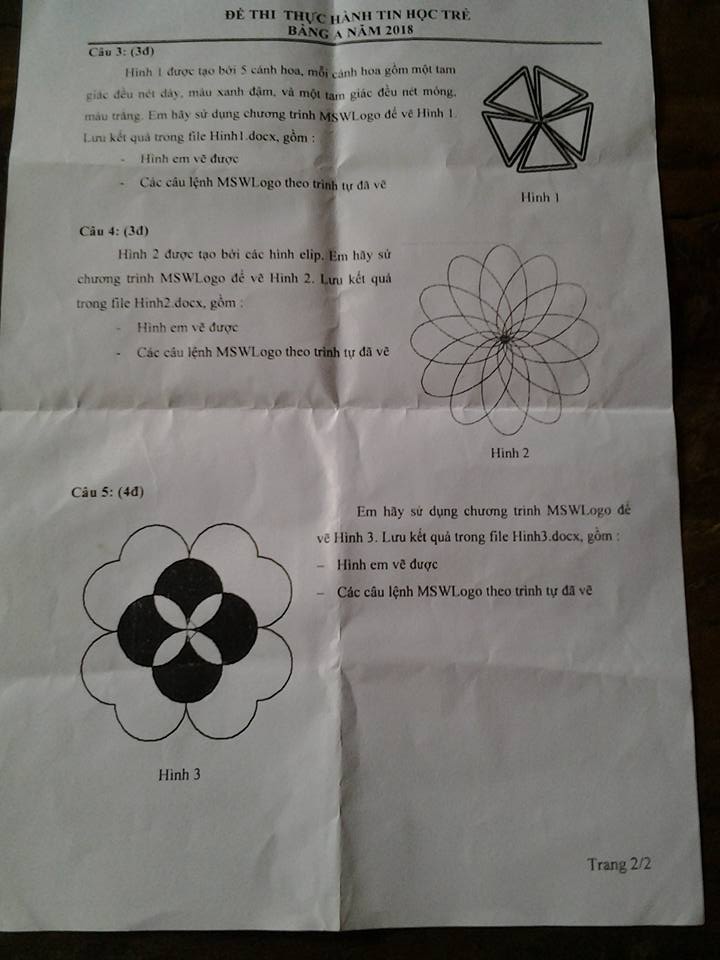 ĐỀ THI THỰC HÀNH TIN HỌC TRẺ
BẢNG A NĂM 2018
Câu 3: (3đ)
Hình 1 được tạo bởi 5 cánh hoa, mỗi cánh hoa gồm một tam
giác đều nét dày, màu xanh đậm, và một tam giác đều nét mỏng,
màu trắng. Em hãy sử dụng chương trình MSWLogo để vẽ Hình 1.
Lưu kết quả trong file Hinh1.docx, gồm :
- Hình em vẽ được
- Các câu lệnh MSWLogo theo trình tự đã vẽ
Hình 1
Câu 4: (3đ)
Hình 2 được tạo bởi các hình elip. Em hãy sử
chương trình MSWLogo để vẽ Hình 2. Lưu kết quả
trong file Hinh2.docx, gồm :
- Hình em vẽ được
- Các câu lệnh MSWLogo theo trình tự đã vẽ
Hình 2
Câu 5: (4đ)
Em hãy sử dụng chương trình MSWLogo để
vẽ Hình 3. Lưu kết quả trong file Hinh3.docx, gồm :
– Hình em vẽ được
– Các câu lệnh MSWLogo theo trình tự đã vẽ
Hình 3
Trang 2/2